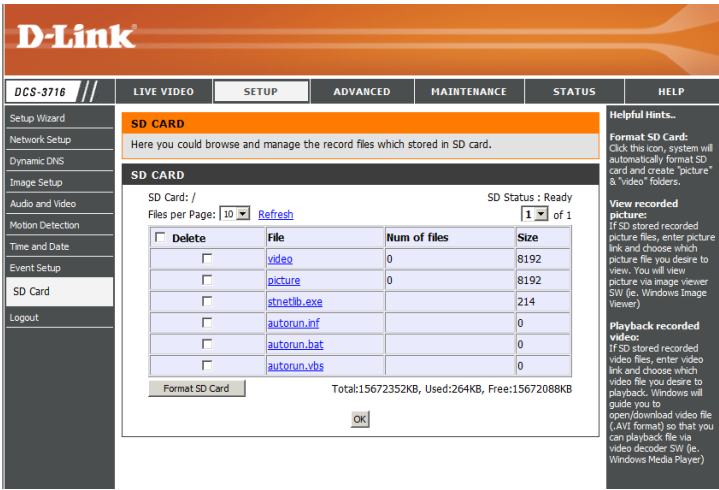 D-Link
DCS-3716
LIVE VIDEO
SETUP
ADVANCED
MAINTENANCE
STATUS
HELP
Setup Wizard
Network Setup
Dynamic DNS
Image Setup
Audio and Video
Motion Detection
Time and Date
Event Setup
SD Card
Logout
SD CARD
Here you could browse and manage the record files which stored in SD card.
SD CARD
SD Card: /
SD Status : Ready
Files per Page: 10 Refresh
1 of 1
Delete File Num of files Size
video 0 8192
picture 0 8192
stnetlib.exe 214
autorun.inf 0
autorun.bat 0
autorun.vbs 0
Format SD Card
Total:15672352KB, Used:264KB, Free:15672088KB
OK
Helpful Hints..
Format SD Card:
Click this icon, system will
automatically format SD
card and create "picture"
& "video" folders.
View recorded
picture:
If SD stored recorded
picture files, enter picture
link and choose which
picture file you desire to
view. You will view
picture via image viewer
SW (ie. Windows Image
Viewer)
Playback recorded
video:
If SD stored recorded
video files, enter video
link and choose which
video file you desire to
playback. Windows will
guide you to
open/download video file
(.AVI format) so that you
can playback file via
video decoder SW (ie.
Windows Media Player)